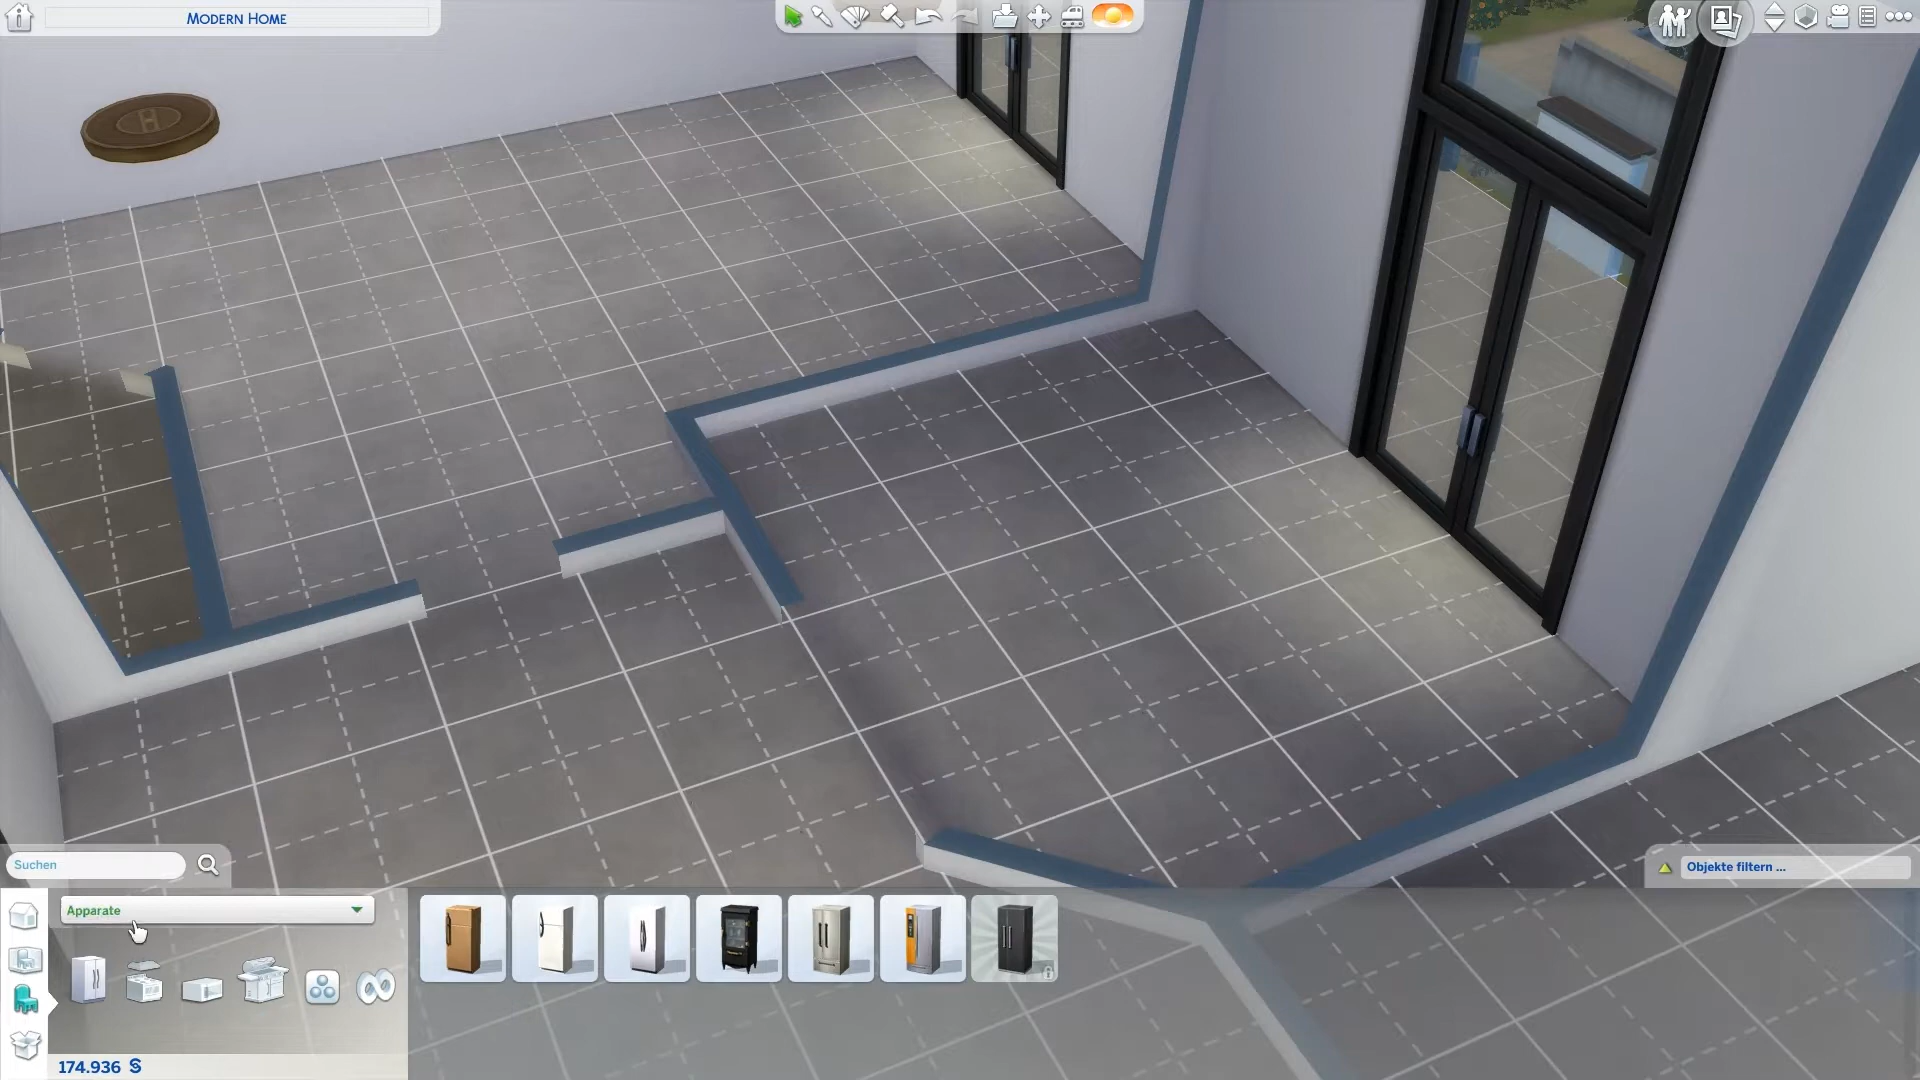 Modern Home
Suchen
Objekte filtern ...
Apparate
174.936 §